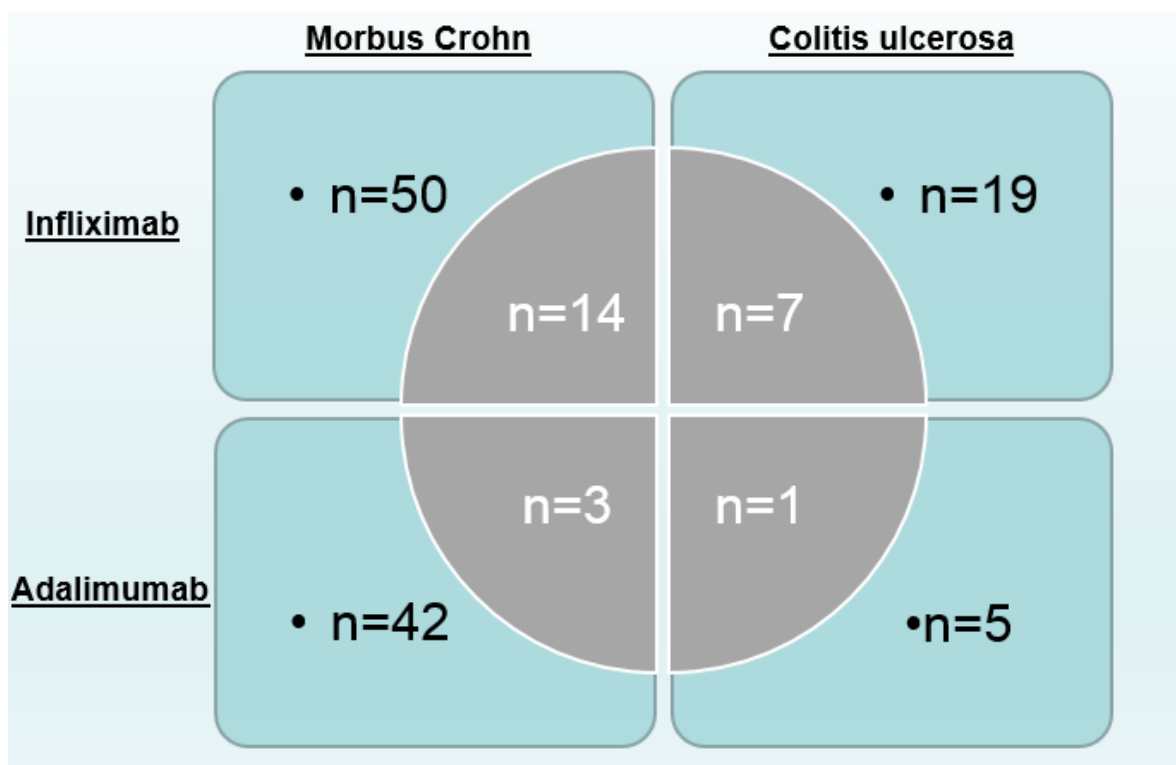 Morbus Crohn
Colitis ulcerosa
Infliximab
• n=50
• n=19
n=14
n=7
n=3
n=1
Adalimumab
• n=42
•n=5